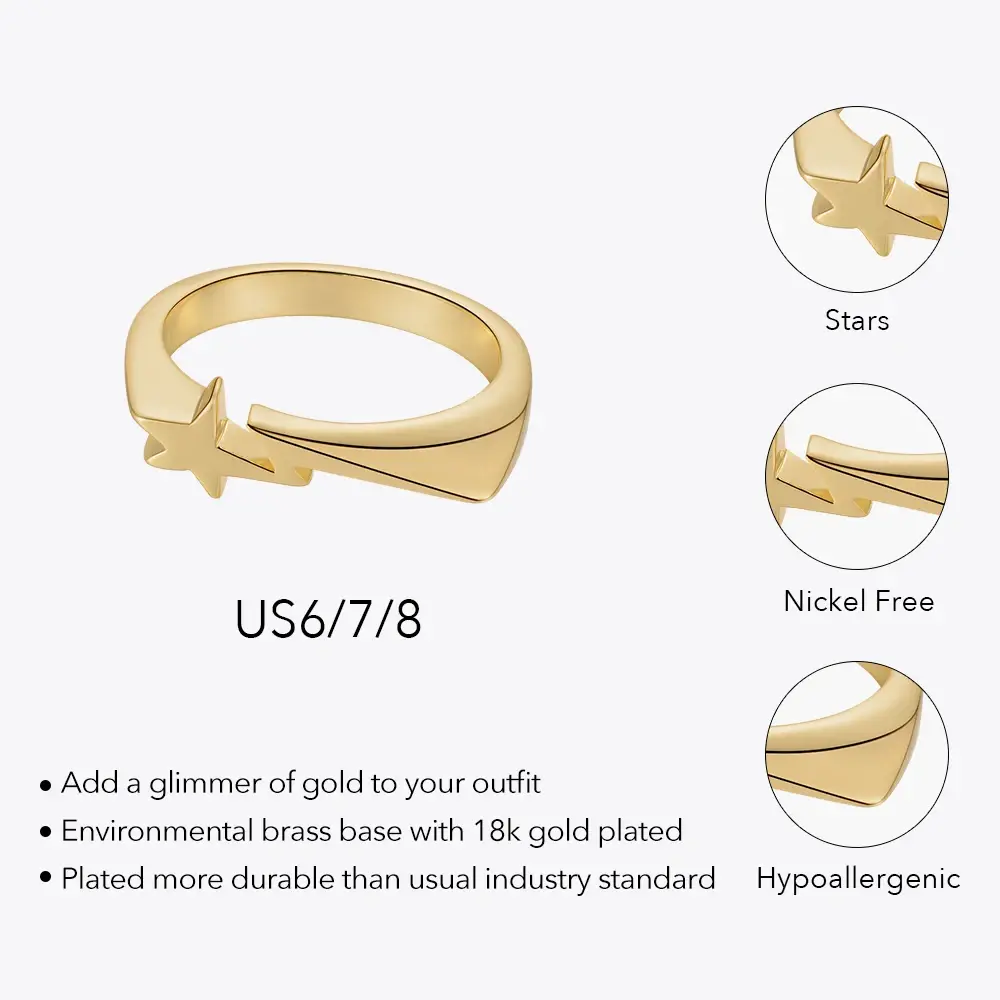 Stars
Nickel Free
US6/7/8
• Add a glimmer of gold to your outfit
• Environmental brass base with 18k gold plated
• Plated more durable than usual industry standard
Hypoallergenic